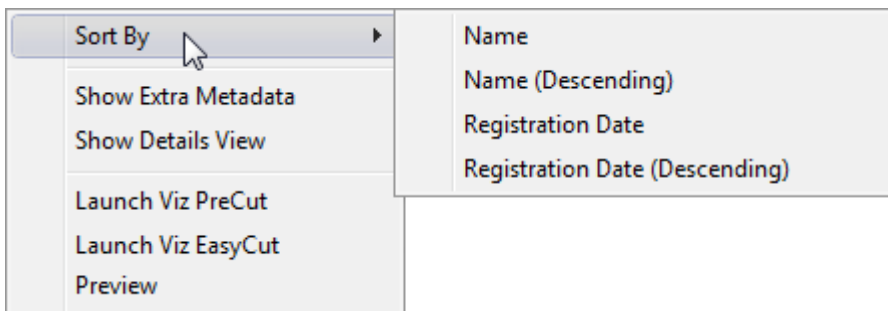 Sort By
Show Extra Metadata
Show Details View
Launch Viz PreCut
Launch Viz EasyCut
Preview
Name
Name (Descending)
Registration Date
Registration Date (Descending)